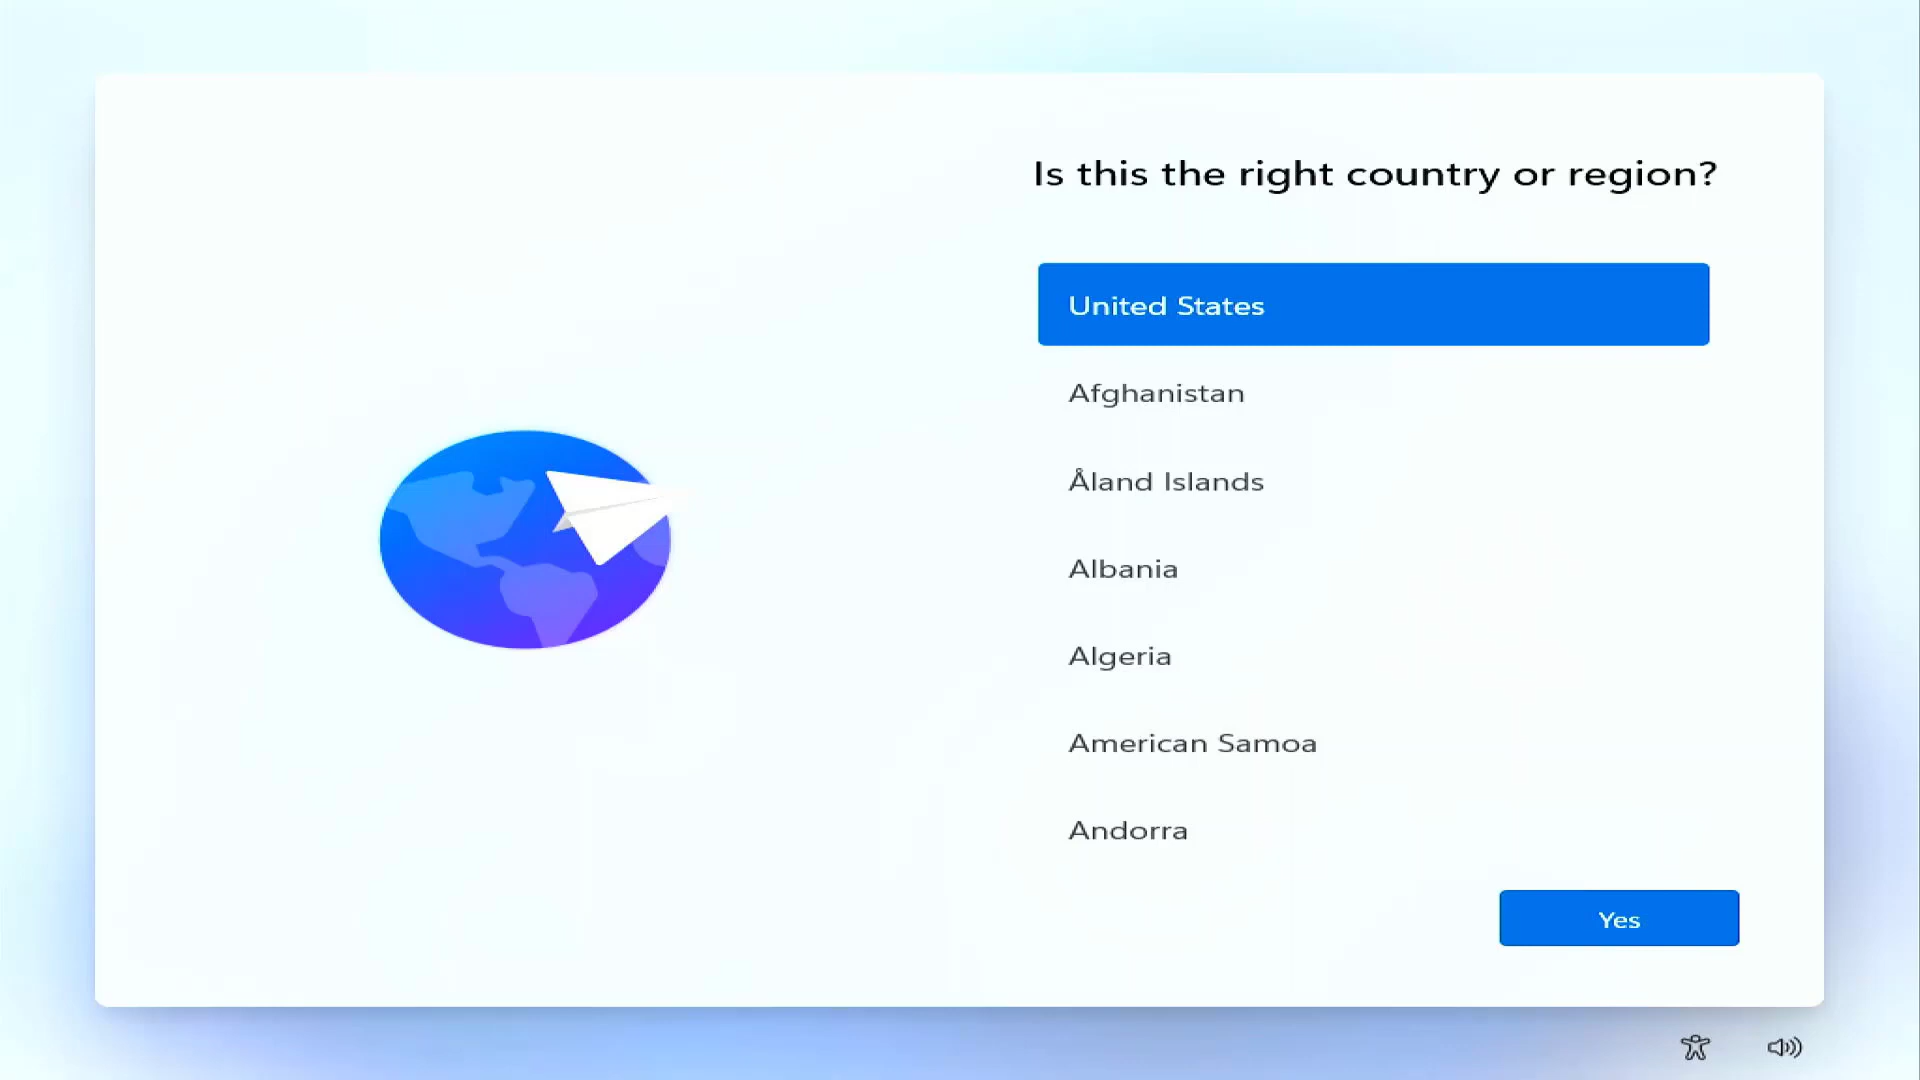 Is this the right country or region?
United States
Afghanistan
Åland Islands
Albania
Algeria
American Samoa
Andorra
Yes